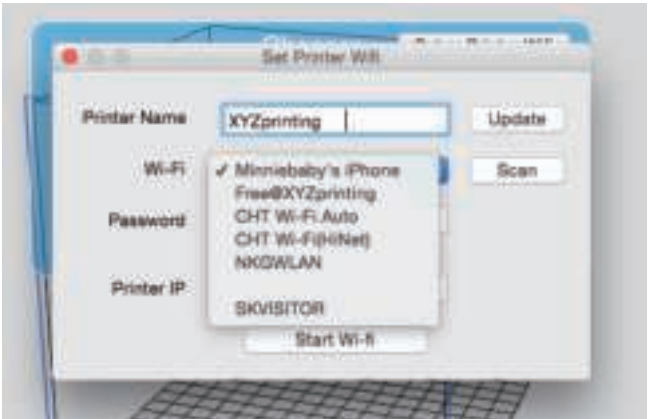 Set Printer Wifi
Printer Name
XYZprinting
Update
Wi-Fi
✓ Minniebaby's iPhone
Scan
Free@XYZprinting
CHT Wi-Fi Auto
Password
CHT Wi-Fi(HiNet)
NKGWLAN
Printer IP
SKVISITOR
Start Wi-fi